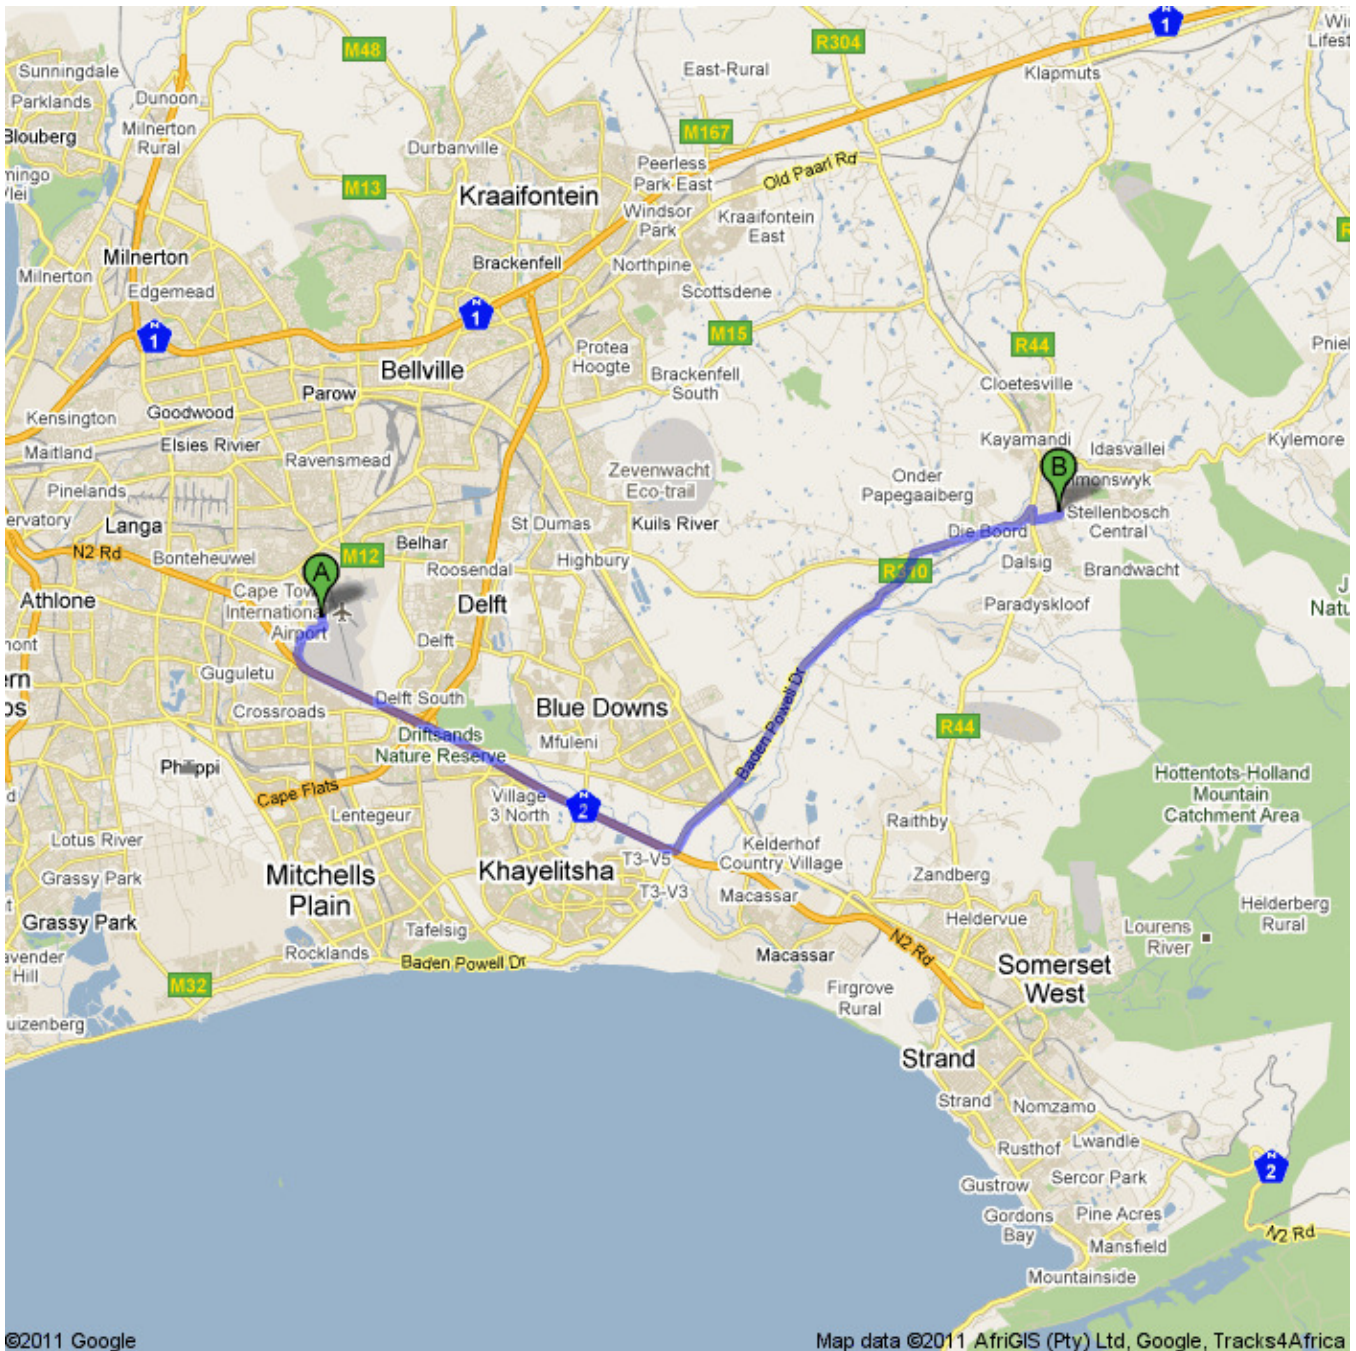 1
M48
R304
Sunningdale
East-Rural
Klapmuts
Parklands
Dunoon
Blouberg
Milnerton
Rural
M167
Durbanville
Peerless
Park East
Old Paarl Rd
M13
Kraaifontein
Windsor
Park
Kraaifontein
East
Milnerton
Brackenfell
Northpine
Milnerton
Edgemead
Scottsdene
N
1
N
1
M15
R44
Protea
Hoogte
Bellville
Brackenfell
South
Cloetesville
Parow
Kensington
Goodwood
Elsies Rivier
Kayamandi
Idasvallei
Kylemore
Maitland
Ravensmead
Zevenwacht
Eco-trail
Onder
Papegaaiberg
B
Pinelands
Langa
St Dumas
Kuils River
Die Boord
Stellenbosch
Central
N2 Rd
Bonteheuwel
M12
Belhar
Roosendal
Highbury
R310
Dalsig
Brandwacht
A
Athlone
International
Airport
Delft
Paradyskloof
Delft
Guguletu
Delft South
Crossroads
Blue Downs
R44
Driftsands
Nature Reserve
Mfuleni
Baden Powell Dr
Cape Flats
Village
3 North
N
2
Hottentots-Holland
Mountain
Catchment Area
Lentegeur
Raithby
Lotus River
Kelderhof
Country Village
Mitchells
Plain
Khayelitsha
T3-V5
Grassy Park
T3-V3
Macassar
Zandberg
Helderberg
Rural
Grassy Park
Tafelsig
Heldervue
Lourens
River
Rocklands
Baden Powell Dr
Macassar
N2 Rd
Somerset
West
M32
Firgrove
Rural
Strand
Strand
Nomzamo
Rusthof
Lwandle
Gustrow
Sercor Park
N
2
Gordons
Bay
Pine Acres
Mansfield
N2 Rd
Mountainside
©2011 Google
Map data ©2011 AfriGIS (Pty) Ltd, Google, Tracks4Africa